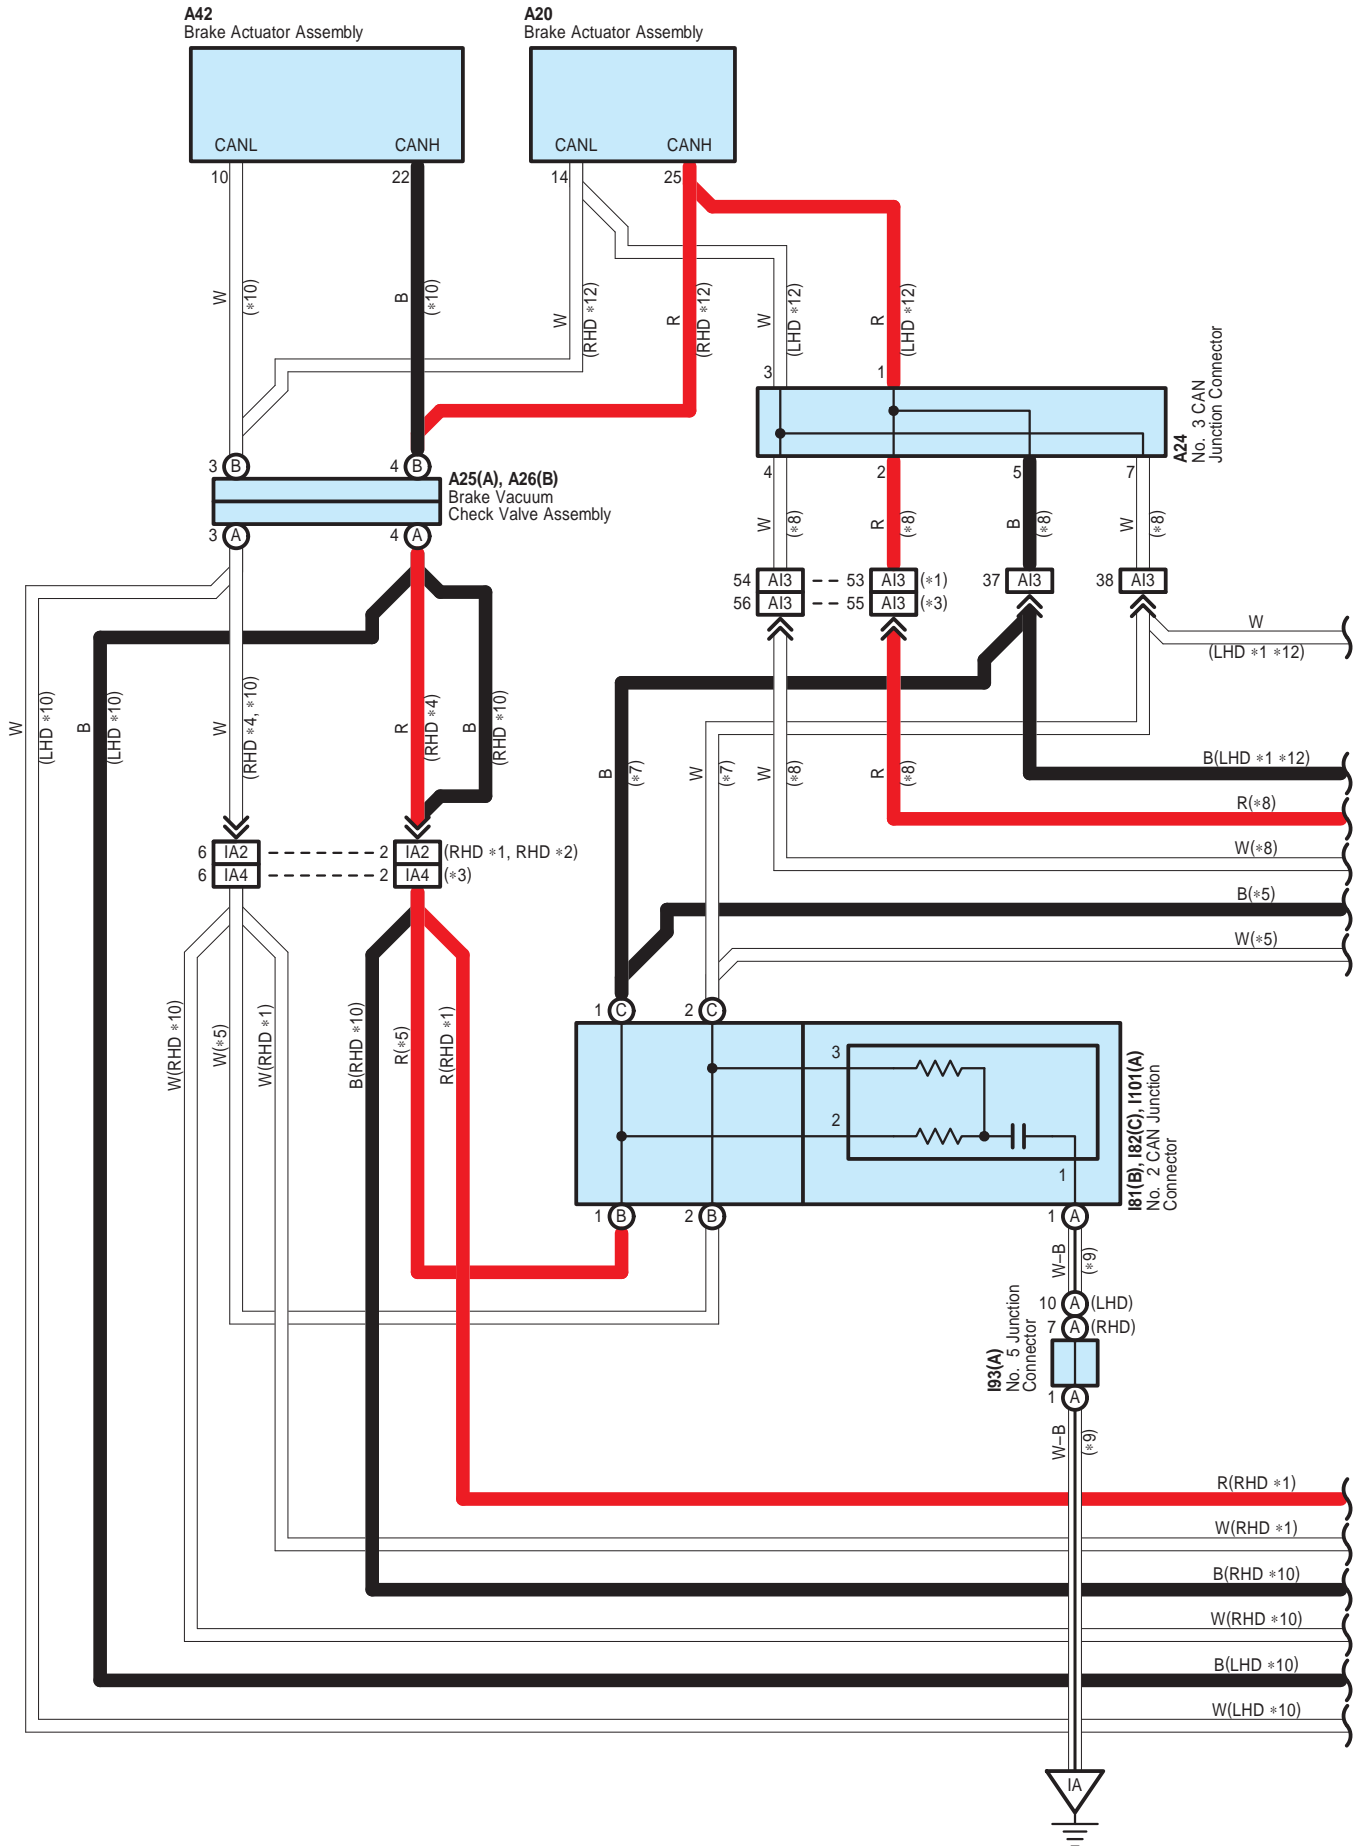 A42
Brake Actuator Assembly
A20
Brake Actuator Assembly
CANL
CANH
CANL
CANH
10
22
14
25
W
(*10)
B
(*10)
W
(RHD *12)
R
(RHD *12)
W
(LHD *12)
R
(LHD *12)
3
1
A24
No. 3 CAN
Junction Connector
3 B
4 B
4
2
5
7
A25(A), A26(B)
Brake Vacuum
Check Valve Assembly
3 A
4 A
W
(*8)
R
(*8)
B
(*8)
W
(*8)
54 AI3
53 AI3 (*1)
37 AI3
38 AI3
56 AI3
55 AI3 (*3)
W
(LHD *1 *12)
W
(LHD *10)
B
(LHD *10)
W
(RHD *4, *10)
R
(RHD *4)
B
(RHD *10)
B
(*7)
W
(*7)
W
(*8)
R
(*8)
B(LHD *1 *12)
R(*8)
6 IA2
2 IA2 (RHD *1, RHD *2)
W(*8)
6 IA4
2 IA4 (*3)
B(*5)
W(*5)
W(RHD *10)
W(*5)
W(RHD *1)
B(RHD *10)
R(*5)
R(RHD *1)
1 C
2 C
3
2
1
I81(B), I82(C), I101(A)
No. 2 CAN Junction
Connector
1 B
2 B
1 A
W-B
(*9)
10 A (LHD)
7 A (RHD)
I93(A)
No. 5 Junction
Connector
1 A
W-B
(*9)
R(RHD *1)
W(RHD *1)
B(RHD *10)
W(RHD *10)
B(LHD *10)
W(LHD *10)
IA